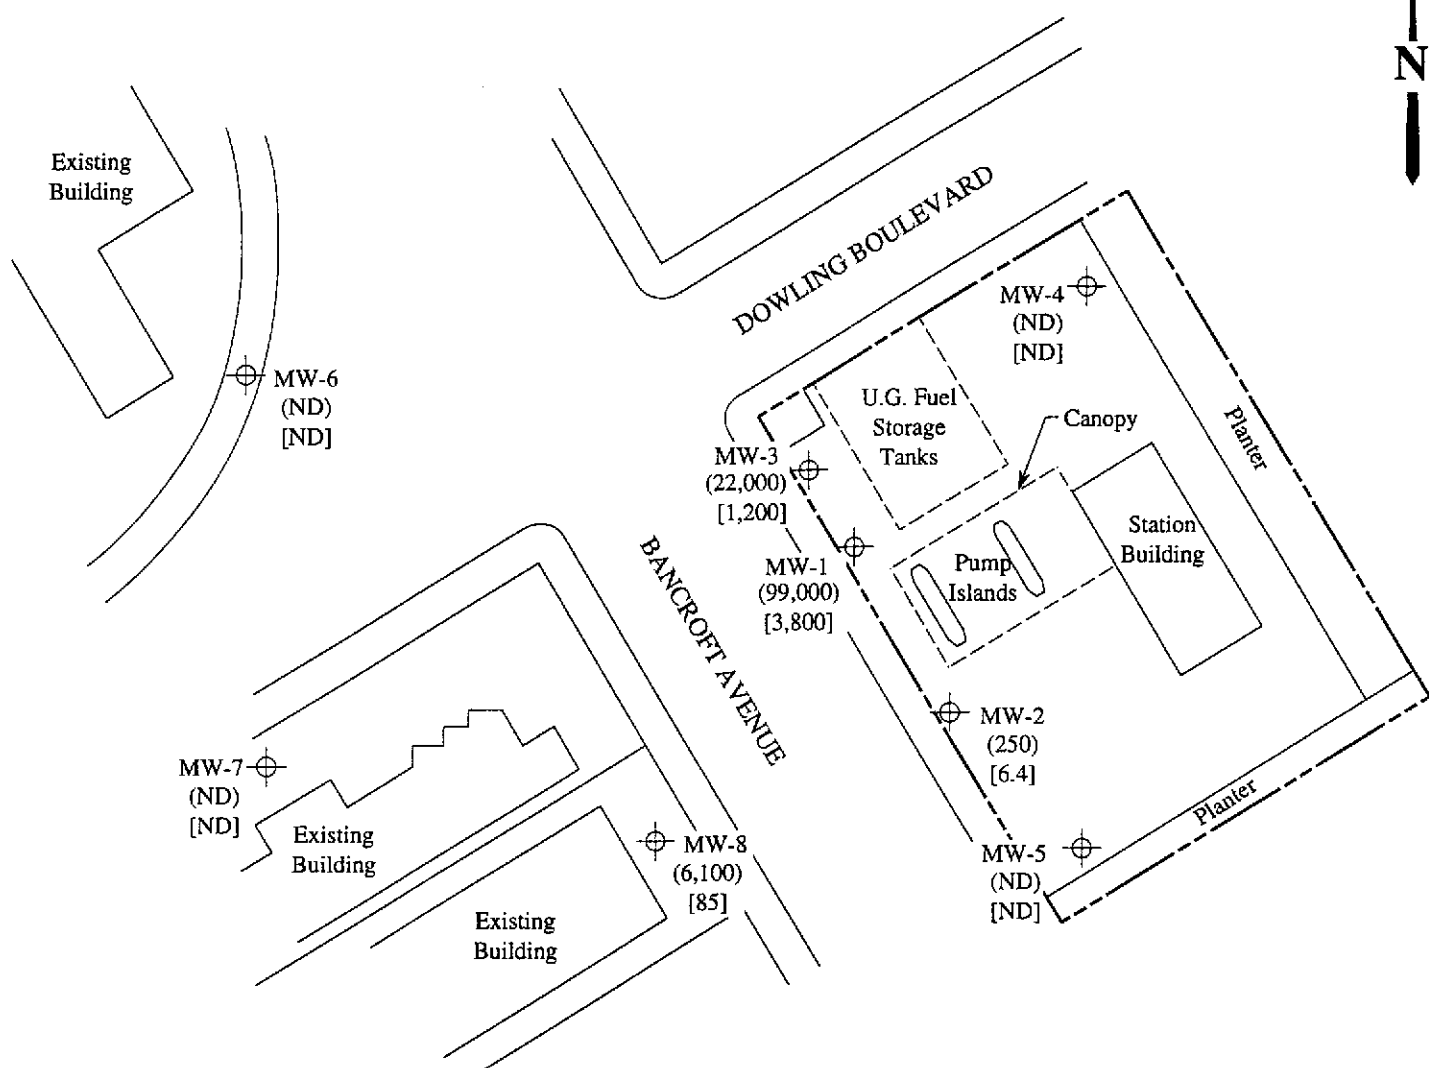 N
Existing
Building
DOWLING BOULEVARD
MW-4
(ND)
[ND]
MW-6
(ND)
[ND]
U.G. Fuel
Storage
Tanks
Canopy
Planter
MW-3
(22,000)
[1,200]
Station
Building
MW-1
(99,000)
[3,800]
Pump
Islands
BANCROFT AVENUE
MW-2
(250)
[6.4]
MW-7
(ND)
[ND]
Existing
Building
MW-8
(6,100)
[85]
Planter
MW-5
(ND)
[ND]
Existing
Building